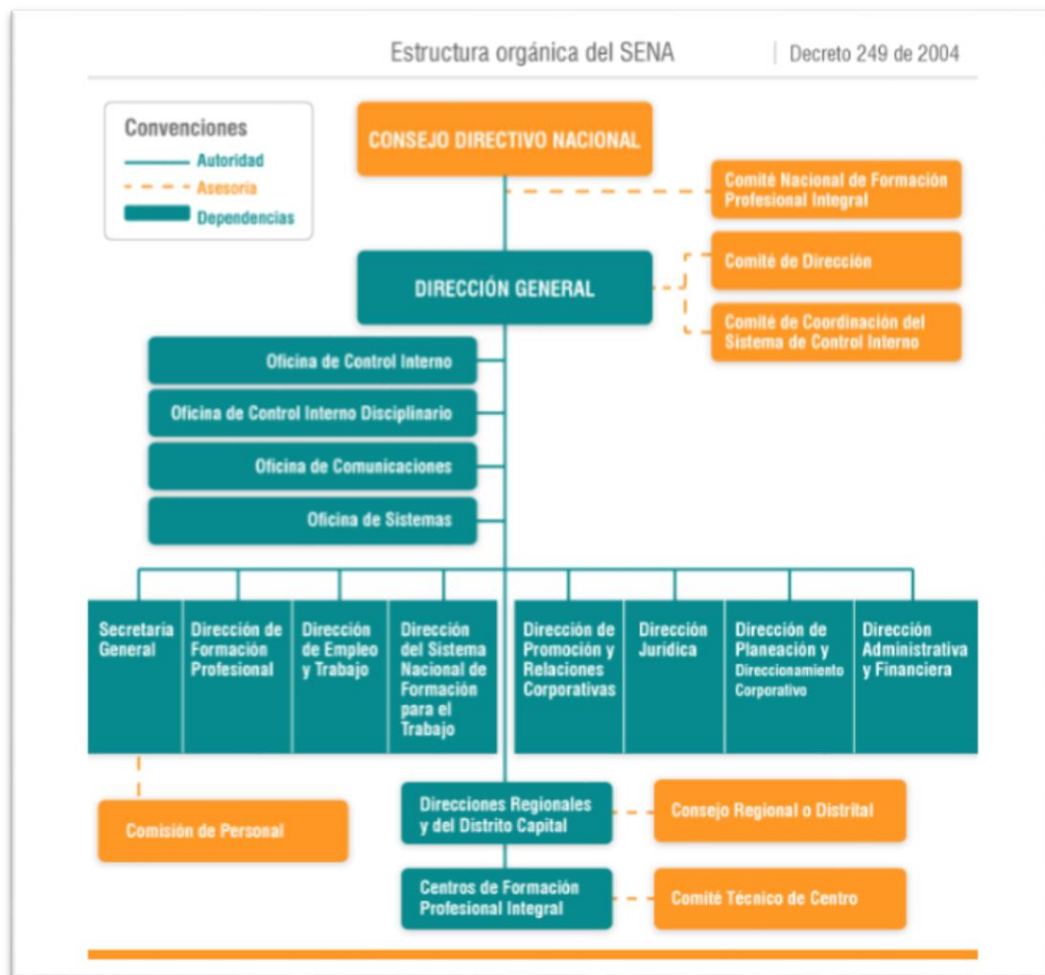 Estructura orgánica del SENA
Decreto 249 de 2004
Convenciones
Autoridad
Asesoría
Dependencias
CONSEJO DIRECTIVO NACIONAL
Comité Nacional de Formación
Profesional Integral
Comité de Dirección
DIRECCIÓN GENERAL
Comité de Coordinación del
Sistema de Control Interno
Oficina de Control Interno
Oficina de Control Interno Disciplinario
Oficina de Comunicaciones
Oficina de Sistemas
Secretaría
General
Dirección de
Formación
Profesional
Dirección
de Empleo
y Trabajo
Dirección
del Sistema
Nacional de
Formación
para el
Trabajo
Dirección de
Promoción y
Relaciones
Corporativas
Dirección
Jurídica
Dirección de
Planeación y
Direccionamiento
Corporativo
Dirección
Administrativa
y Financiera
Comisión de Personal
Direcciones Regionales
y del Distrito Capital
Consejo Regional o Distrital
Centros de Formación
Profesional Integral
Comité Técnico de Centro